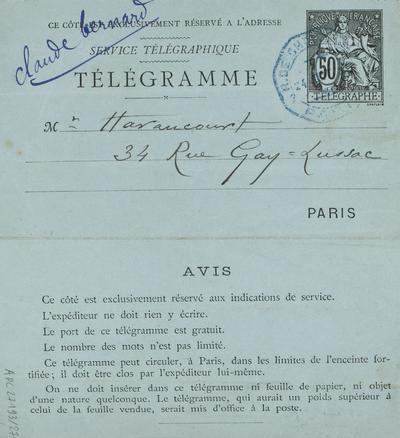 CE CÔTÉ EST EXCLUSIVEMENT RÉSERVÉ A L'ADRESSE
claude bernard
SERVICE TÉLÉGRAPHIQUE
TÉLÉGRAMME
50
TÉLÉGRAPHE
Mr Haraucourt
34 Rue Gay=Lussac
PARIS
AVIS
Ce côté est exclusivement réservé aux indications de service.
L'expéditeur ne doit rien y écrire.
Le port de ce télégramme est gratuit.
Le nombre des mots n'est pas limité.
Ce télégramme peut circuler, à Paris, dans les limites de l'enceinte for-
tifiée; il doit être clos par l'expéditeur lui-même.
On ne doit insérer dans ce télégramme ni feuille de papier, ni objet
d'une nature quelconque. Le télégramme, qui aurait un poids supérieur à
celui de la feuille vendue, serait mis d'office à la poste.